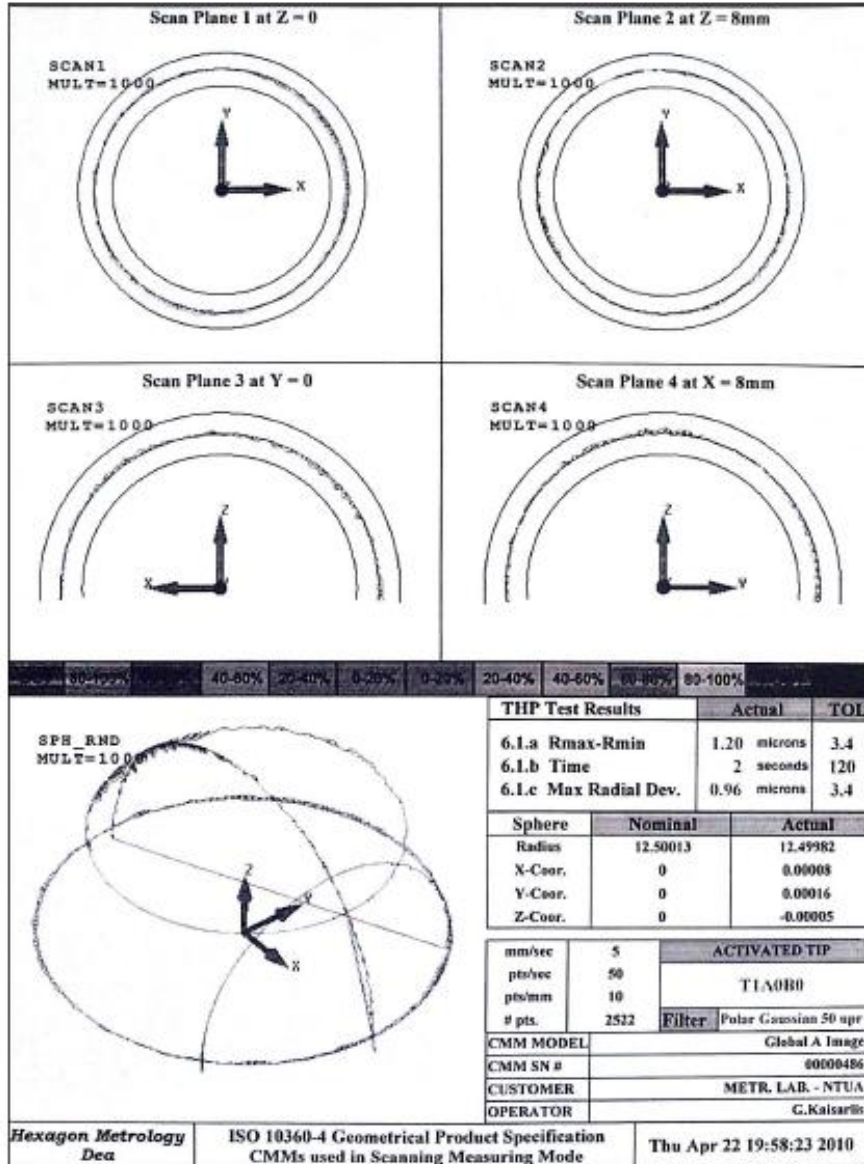 Scan Plane 1 at Z = 0
SCAN1
MULT=1000
Y
X
Scan Plane 2 at Z = 8mm
SCAN2
MULT=1000
Y
X
Scan Plane 3 at Y = 0
SCAN3
MULT=1000
Z
X
Scan Plane 4 at X = 8mm
SCAN4
MULT=1000
Z
Y
80-100% 40-60% 20-40% 0-20% 0-20% 20-40% 40-60% 60-80% 80-100%
SPH_RND
MULT=1000
Z
Y
X
THP Test Results Actual TOL
6.1.a Rmax-Rmin 1.20 microns 3.4
6.1.b Time 2 seconds 120
6.1.c Max Radial Dev. 0.96 microns 3.4
Sphere Nominal Actual
Radius 12.50013 12.49982
X-Coor. 0 0.00008
Y-Coor. 0 0.00016
Z-Coor. 0 -0.00005
mm/sec 5 ACTIVATED TIP
pts/sec 50 T1A0B0
pts/mm 10
# pts. 2522 Filter Polar Gaussian 50 upr
CMM MODEL Global A Image
CMM SN # 00000486
CUSTOMER METR. LAB. - NTUA
OPERATOR G.Kaisarlis
Hexagon Metrology
Dea
ISO 10360-4 Geometrical Product Specification
CMMs used in Scanning Measuring Mode
Thu Apr 22 19:58:23 2010